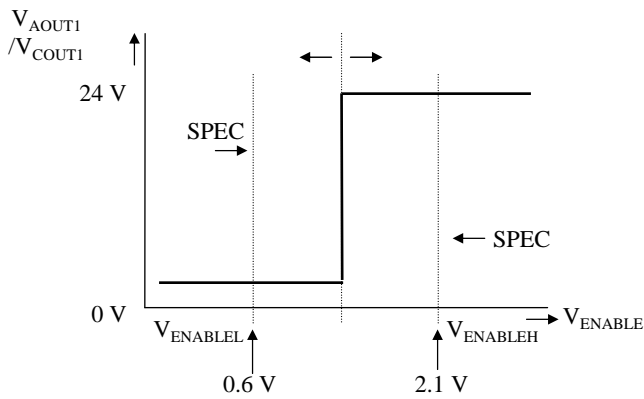 V_AOUT1
/V_COUT1
24 V
SPEC
SPEC
0 V
V_ENABLEL
V_ENABLEH
V_ENABLE
0.6 V
2.1 V